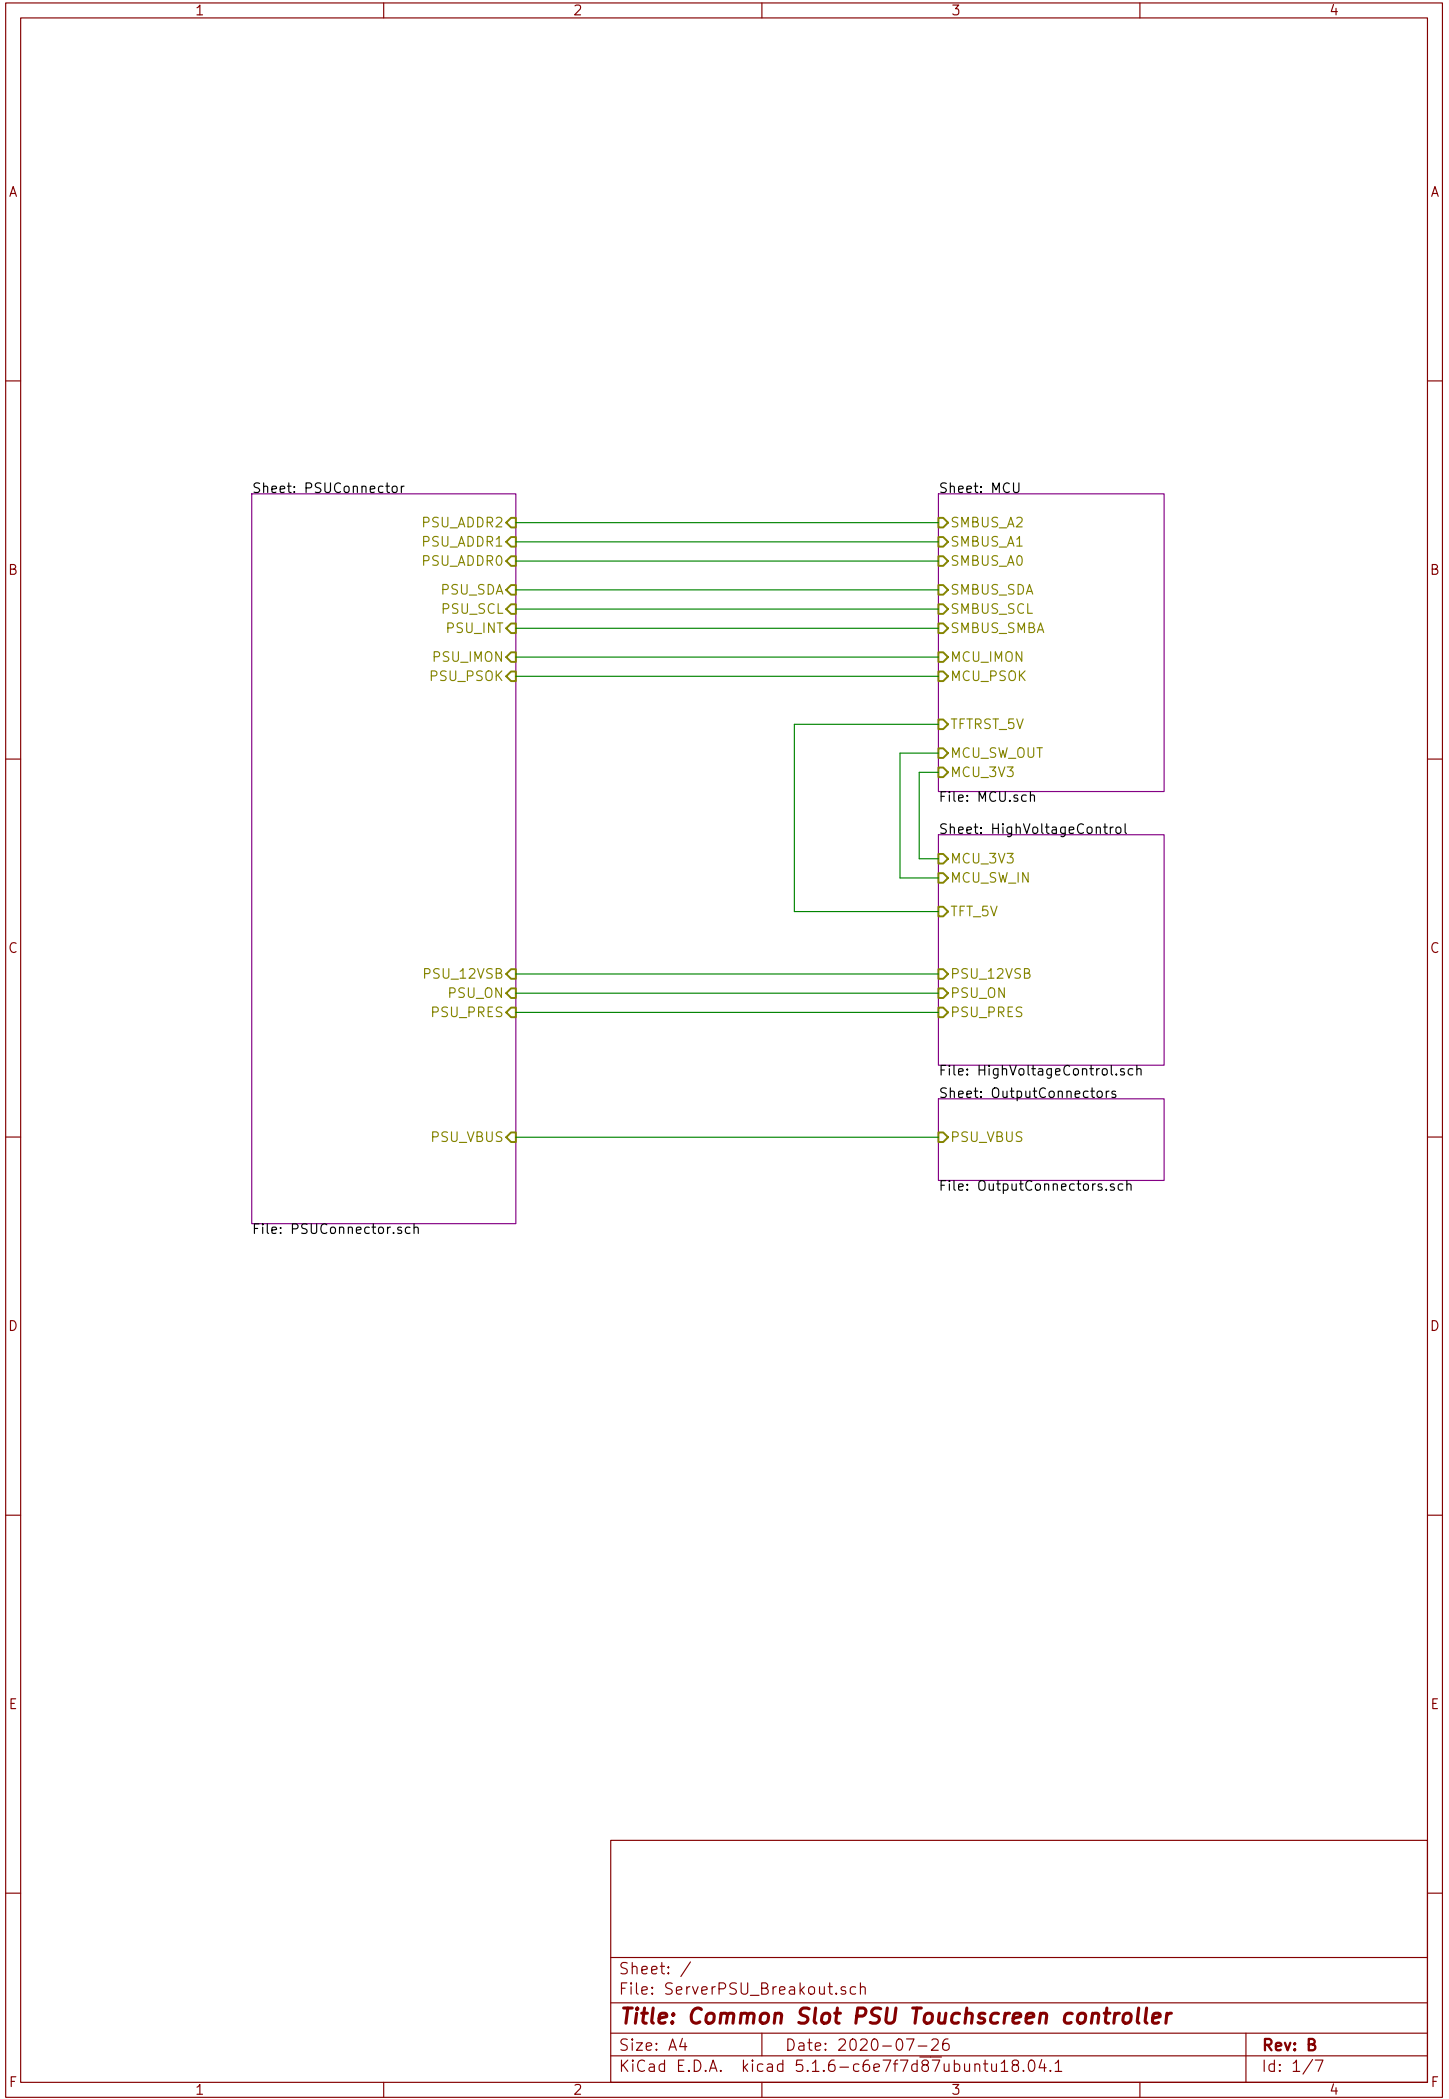 1 2 3 4
A A
Sheet: PSUConnector Sheet: MCU
PSU_ADDR2 SMBUS_A2
PSU_ADDR1 SMBUS_A1
PSU_ADDR0 SMBUS_A0
B B
PSU_SDA SMBUS_SDA
PSU_SCL SMBUS_SCL
PSU_INT SMBUS_SMBA
PSU_IMON MCU_IMON
PSU_PSOK MCU_PSOK
TFTRST_5V
MCU_SW_OUT
MCU_3V3
File: MCU.sch
Sheet: HighVoltageControl
MCU_3V3
MCU_SW_IN
TFT_5V
C C
PSU_12VSB PSU_12VSB
PSU_ON PSU_ON
PSU_PRES PSU_PRES
File: HighVoltageControl.sch
Sheet: OutputConnectors
PSU_VBUS PSU_VBUS
File: OutputConnectors.sch
File: PSUConnector.sch
D D
E E
Sheet: /
File: ServerPSU_Breakout.sch
Title: Common Slot PSU Touchscreen controller
Size: A4 Date: 2020-07-26 Rev: B
KiCad E.D.A. kicad 5.1.6-c6e7f7d87ubuntu18.04.1 Id: 1/7
F F
1 2 3 4